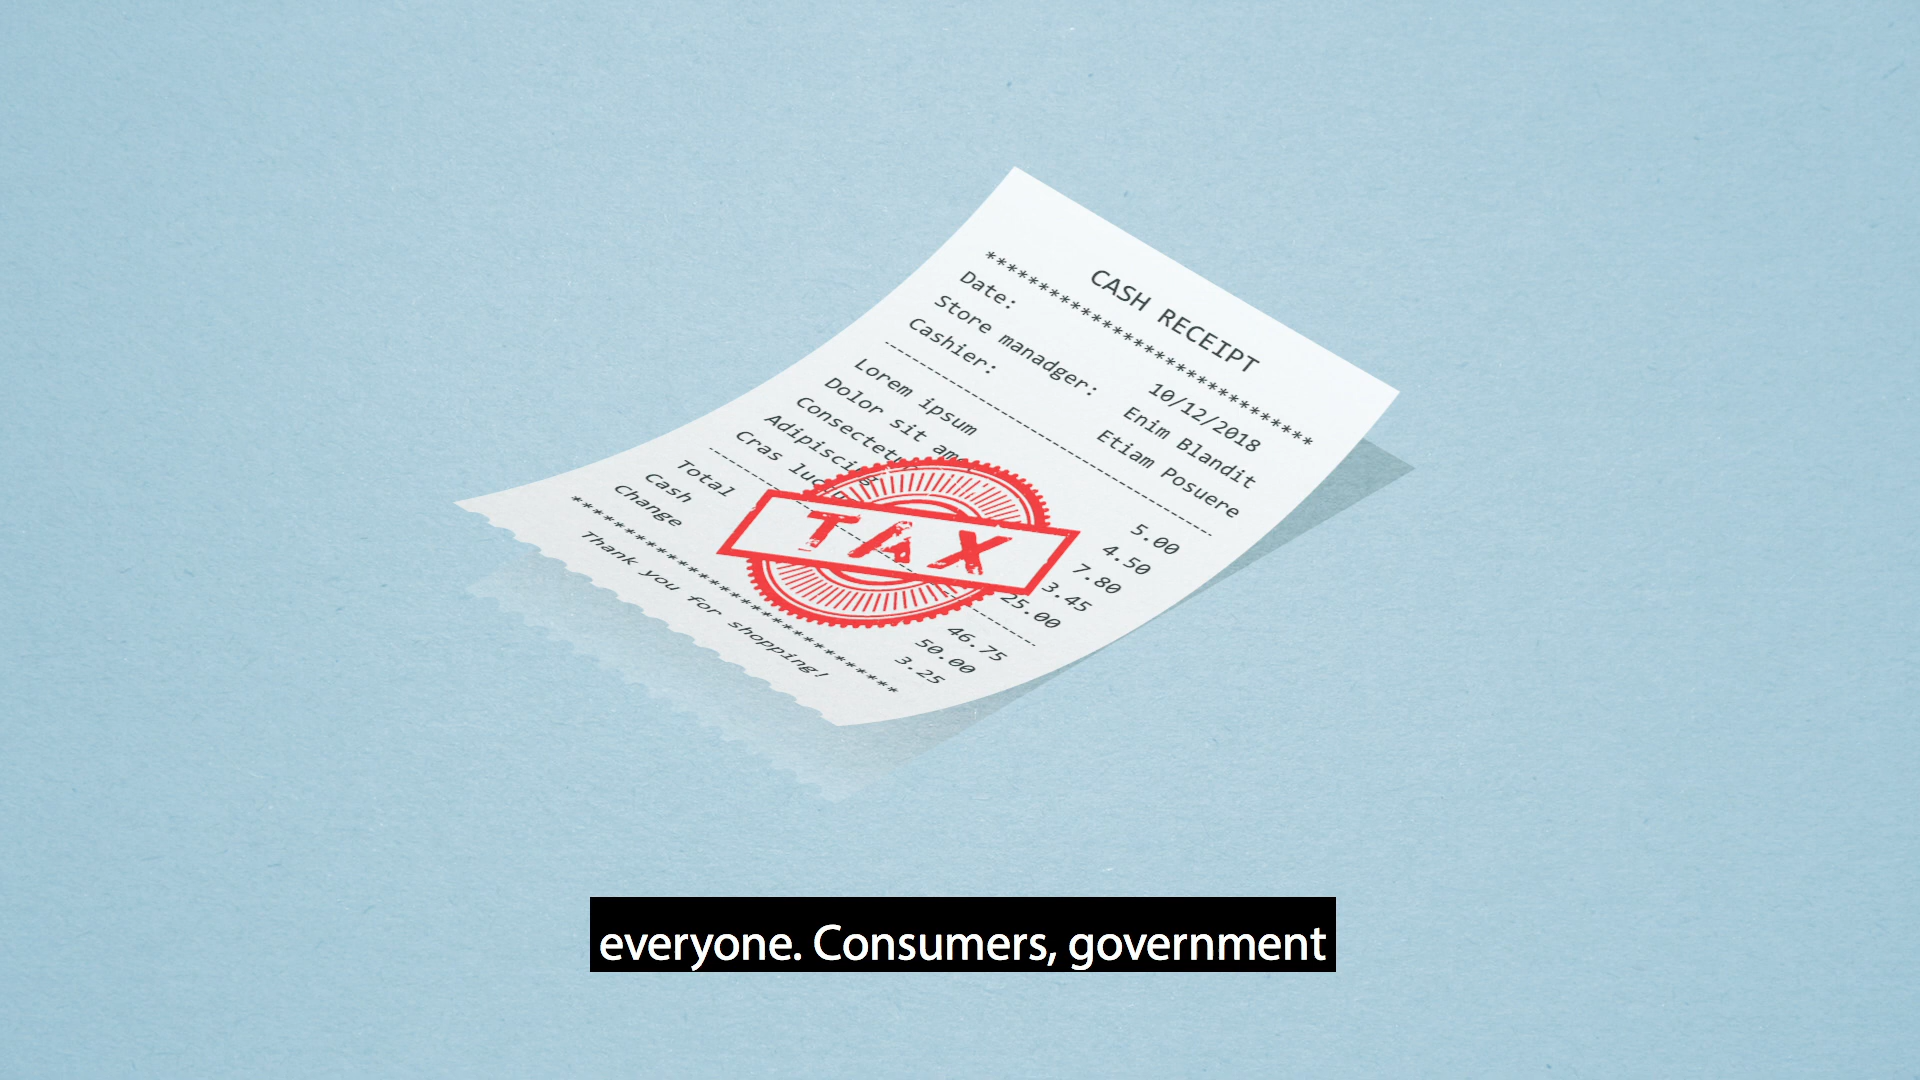 CASH RECEIPT
**********************************
Date: 10/12/2018
Store manadger: Enim Blandit
Cashier: Etiam Posuere
Lorem ipsum 5.00
Dolor sit 4.50
7.80
3.45
Cras 25.00
Total 46.75
Cash 50.00
Change 3.25
**********************************
Thank you for shopping!
TAX
everyone. Consumers, government